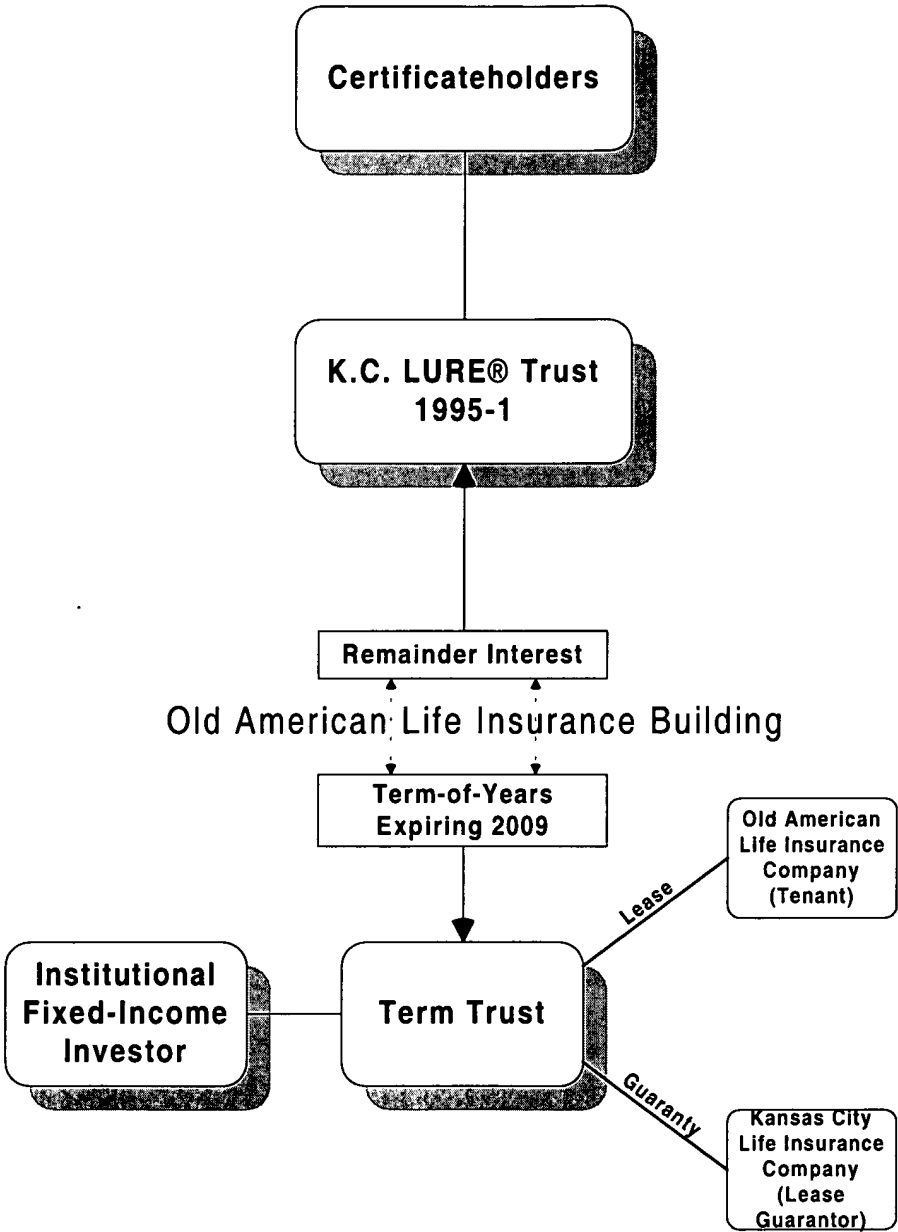 Certificateholders
K.C. LURE® Trust
1995-1
Remainder Interest
Old American Life Insurance Building
Term-of-Years
Expiring 2009
Old American
Life Insurance
Company
(Tenant)
Lease
Institutional
Fixed-Income
Investor
Term Trust
Guaranty
Kansas City
Life Insurance
Company
(Lease
Guarantor)